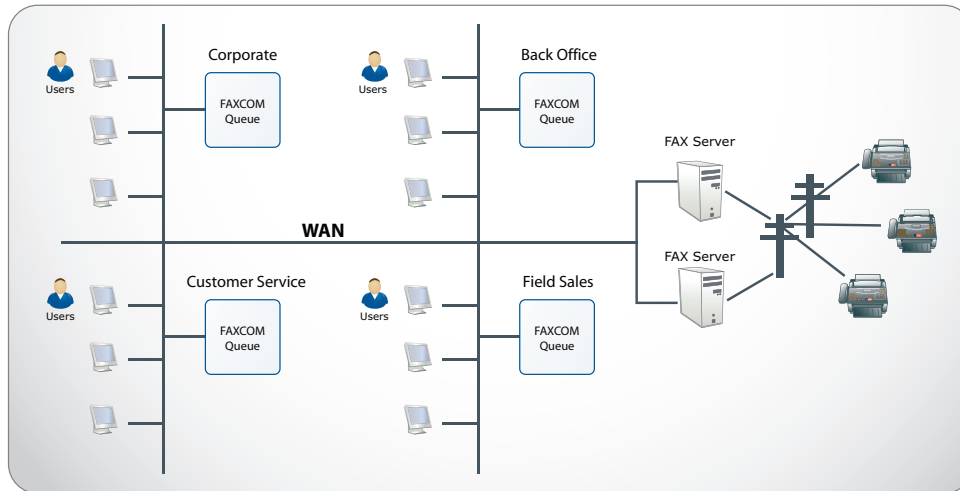 Corporate
Users
FAXCOM
Queue
Back Office
Users
FAXCOM
Queue
FAX Server
WAN
FAX Server
Customer Service
Users
FAXCOM
Queue
Field Sales
Users
FAXCOM
Queue